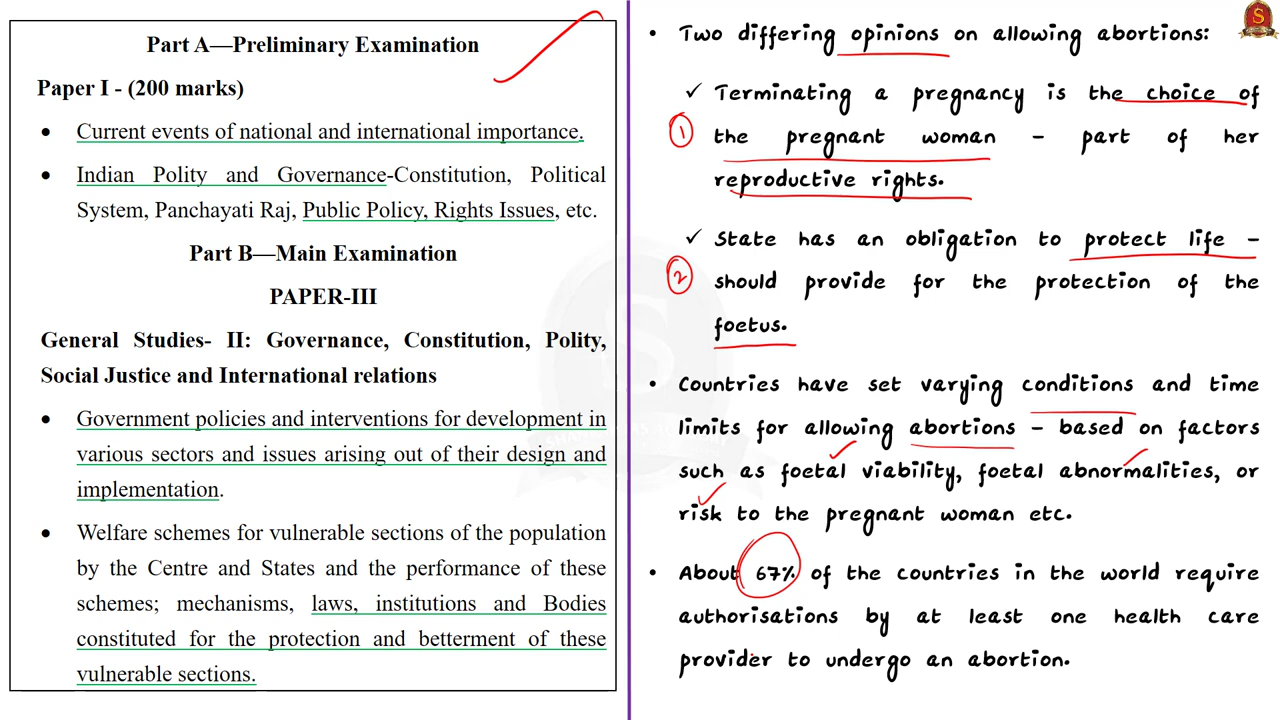 Part A—Preliminary Examination
Paper I - (200 marks)
• Current events of national and international importance.
• Indian Polity and Governance-Constitution, Political
System, Panchayati Raj, Public Policy, Rights Issues, etc.
Part B—Main Examination
PAPER-III
General Studies- II: Governance, Constitution, Polity,
Social Justice and International relations
• Government policies and interventions for development in
various sectors and issues arising out of their design and
implementation.
• Welfare schemes for vulnerable sections of the population
by the Centre and States and the performance of these
schemes; mechanisms, laws, institutions and Bodies
constituted for the protection and betterment of these
vulnerable sections.
• Two differing opinions on allowing abortions:
✓ Terminating a pregnancy is the choice of
1 the pregnant woman – part of her
reproductive rights.
✓ State has an obligation to protect life –
2 should provide for the protection of the
foetus.
• Countries have set varying conditions and time
limits for allowing abortions – based on factors
such as foetal viability, foetal abnormalities, or
risk to the pregnant woman etc.
• About 67% of the countries in the world require
authorisations by at least one health care
provider to undergo an abortion.